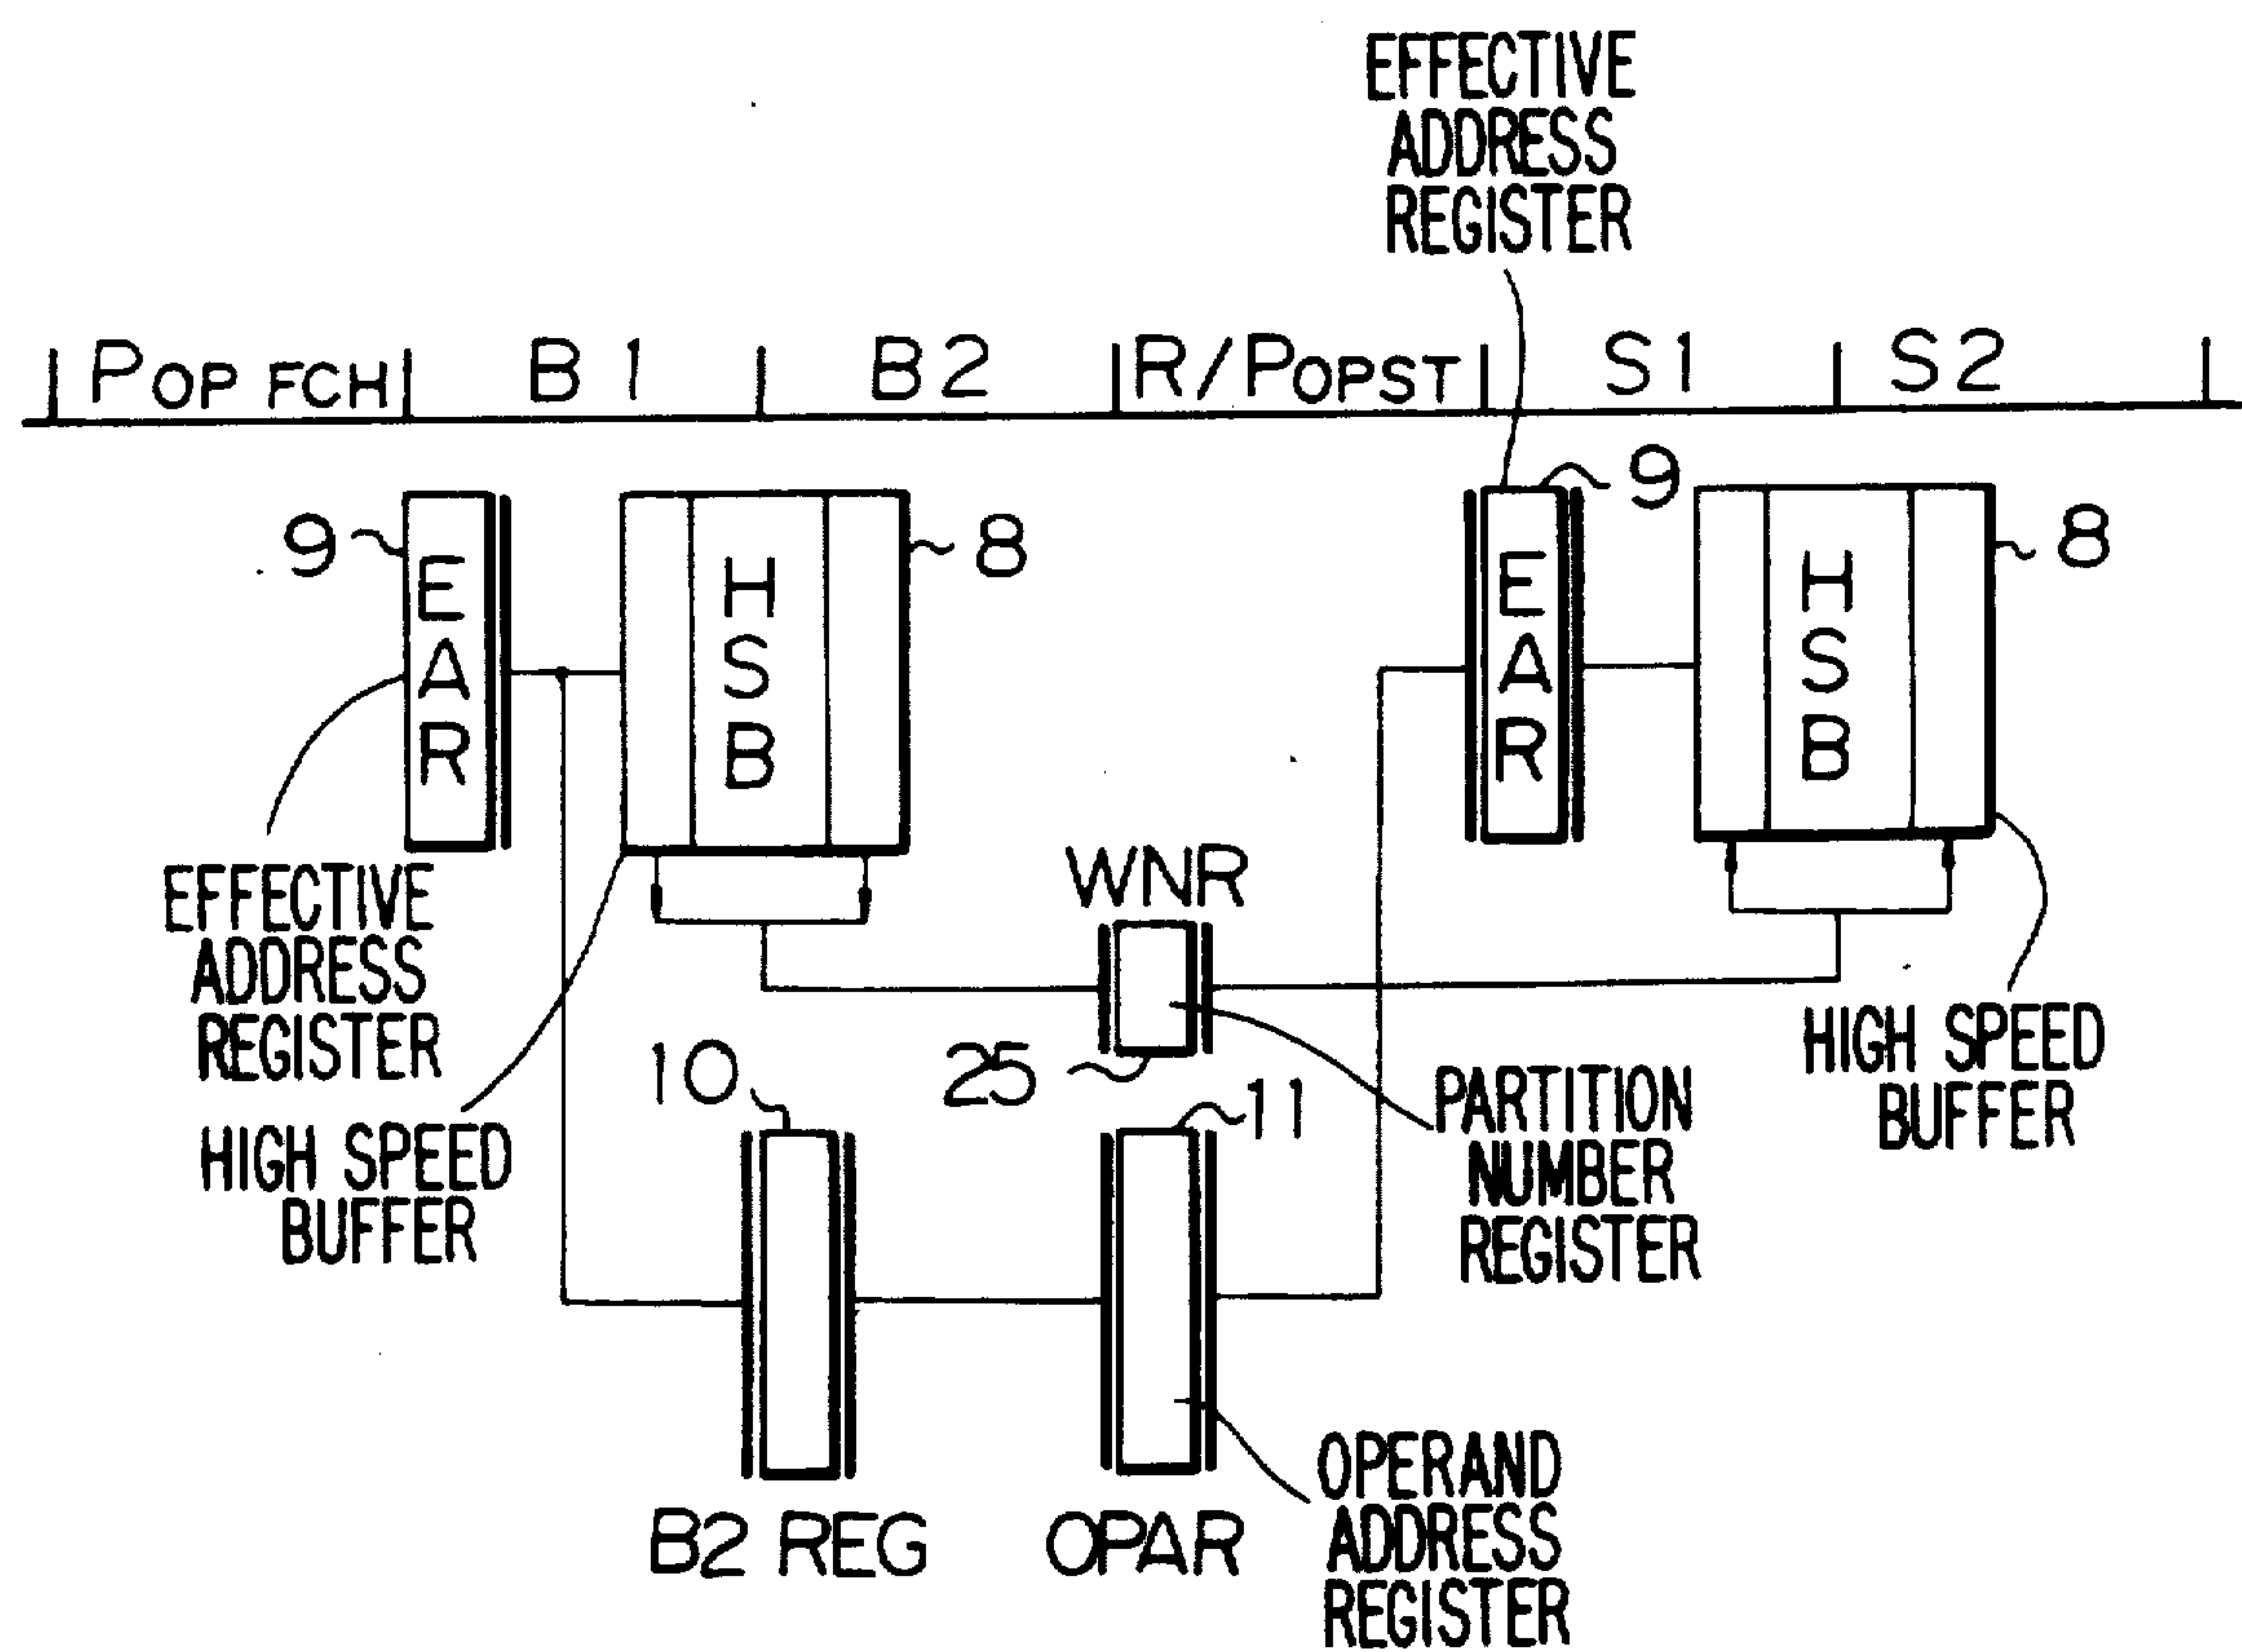 EFFECTIVE
ADDRESS
REGISTER
POP FCH B1 B2 R/POPST S1 S2
9
EAR
HSB
8
9
EAR
HSB
8
EFFECTIVE
ADDRESS
REGISTER
WNR
25
HIGH SPEED
BUFFER
10
11
PARTITION
NUMBER
REGISTER
HIGH SPEED
BUFFER
B2 REG
OPAR
OPERAND
ADDRESS
REGISTER